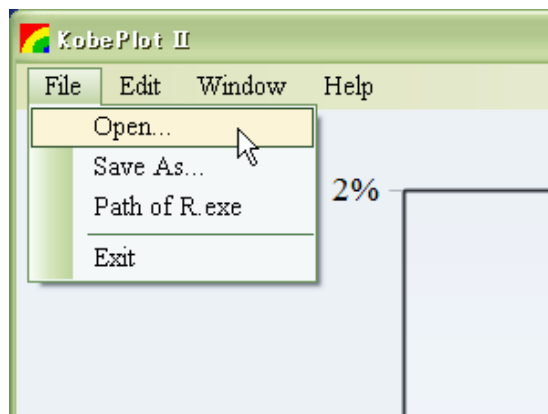 KobePlot II
File Edit Window Help
Open...
Save As...
2%
Path of R.exe
Exit